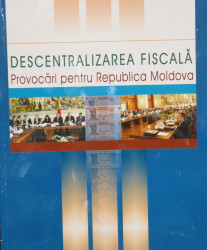 DESCENTRALIZAREA FISCALĂ
Provocări pentru Republica Moldova